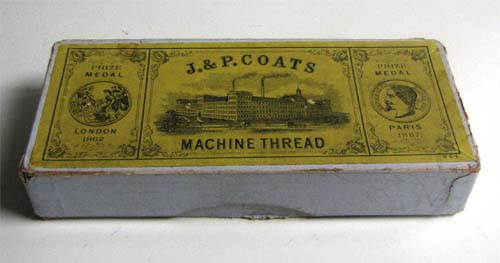 PRIZE
MEDAL
LONDON
1862
J. & P. COATS
MACHINE THREAD
PRIZE
MEDAL
PARIS
1867